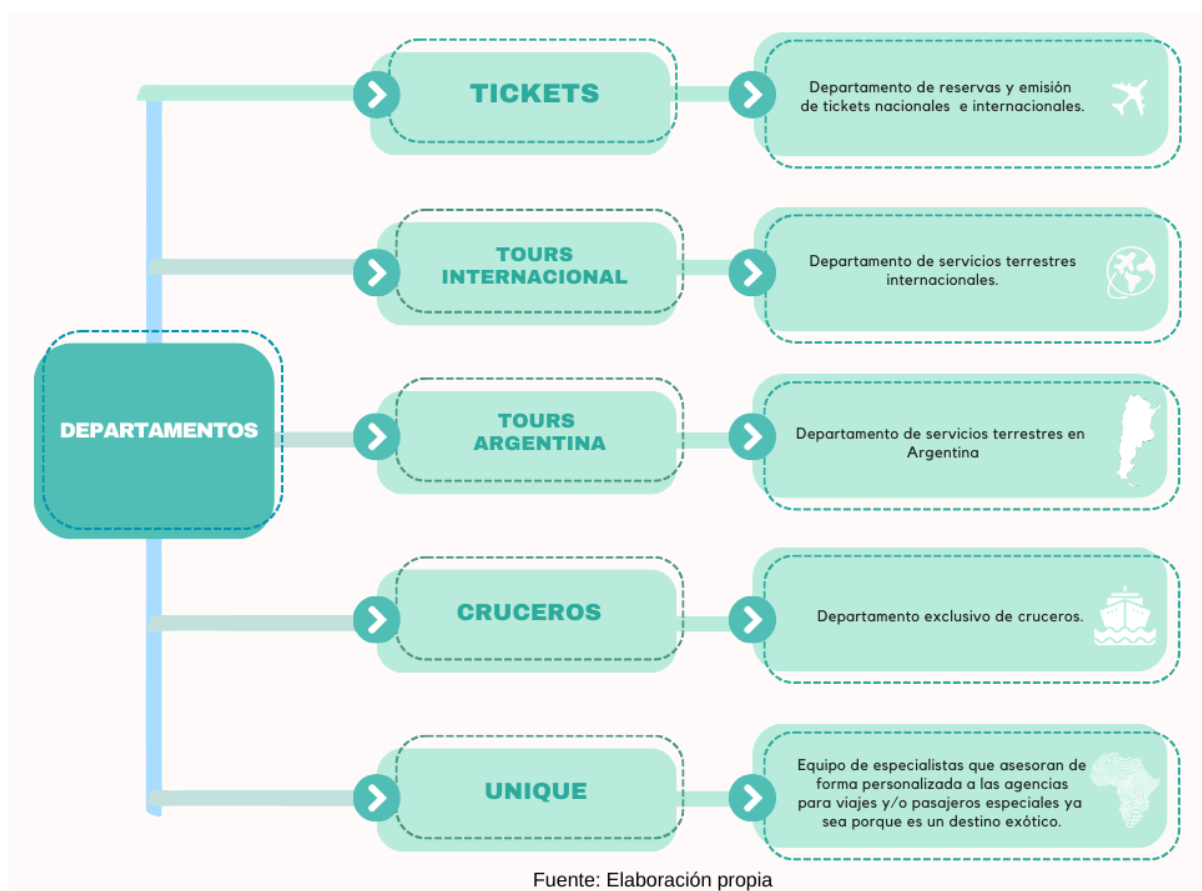 TICKETS
Departamento de reservas y emisión
de tickets nacionales e internacionales.
TOURS
INTERNACIONAL
Departamento de servicios terrestres
internacionales.
DEPARTAMENTOS
TOURS
ARGENTINA
Departamento de servicios terrestres en
Argentina
CRUCEROS
Departamento exclusivo de cruceros.
UNIQUE
Equipo de especialistas que asesoran de
forma personalizada a las agencias
para viajes y/o pasajeros especiales ya
sea porque es un destino exótico.
Fuente: Elaboración propia